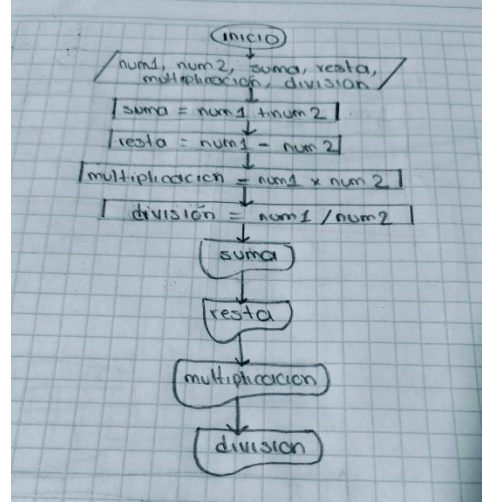 inicio
num1, num2, suma, resta,
multiplicación, división
suma = num1 + num2
resta = num1 - num2
multiplicacion = num1 x num2
división = num1 / num2
suma
resta
multiplicacion
division